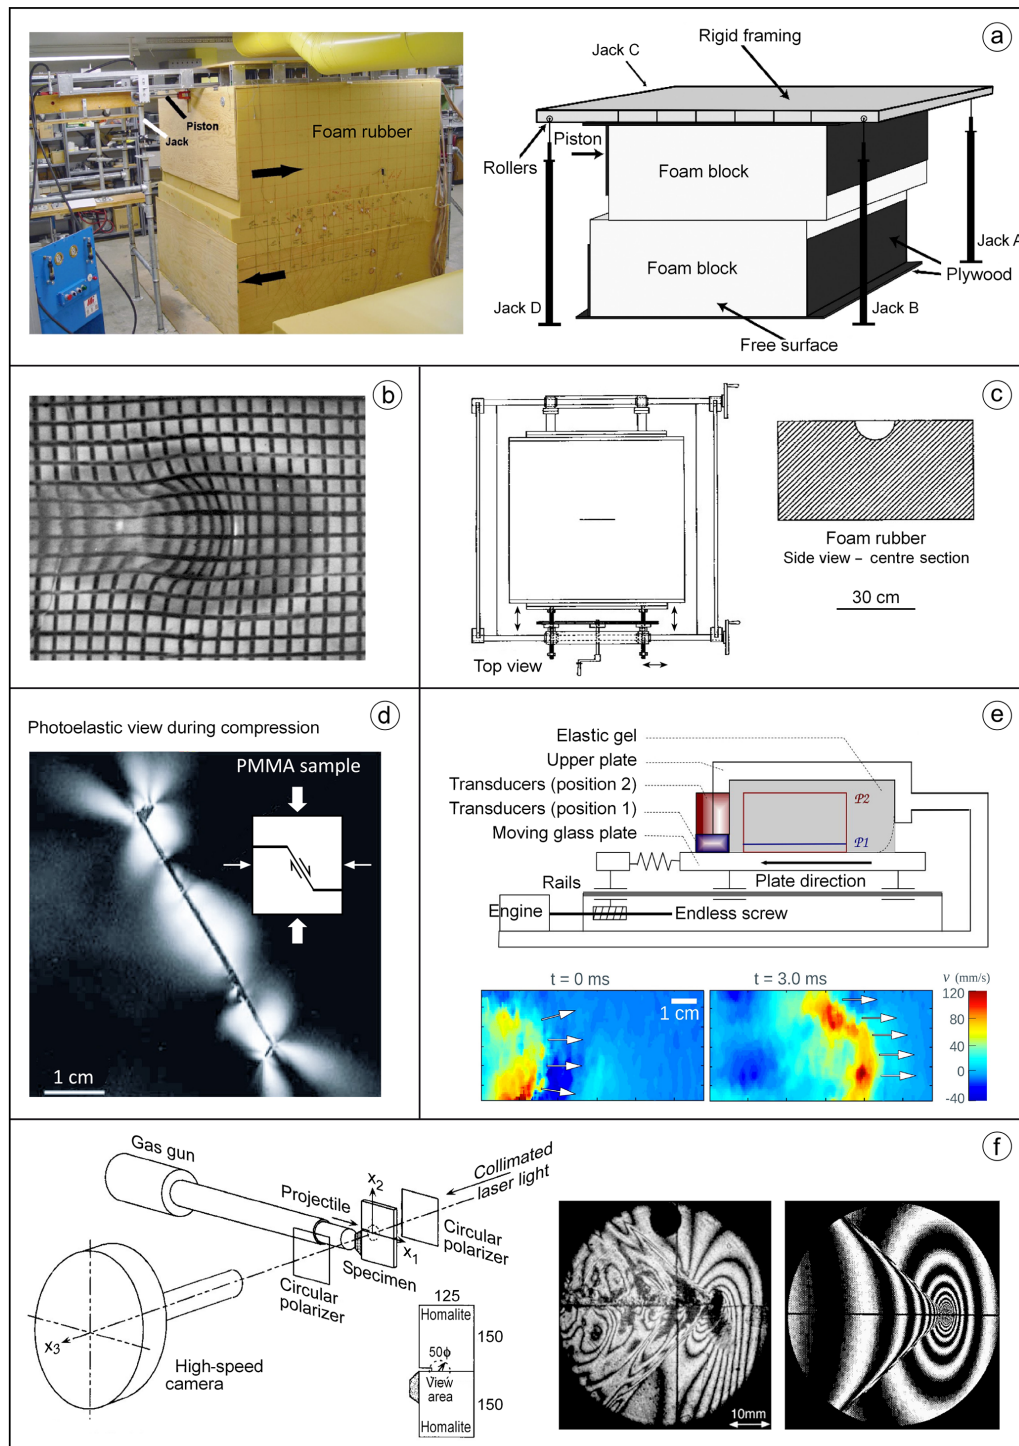 a
Piston
Jack
Foam rubber
Jack C
Rigid framing
Piston
Rollers
Foam block
Foam block
Jack A
Plywood
Jack D
Jack B
Free surface
b
c
Top view
Foam rubber
Side view – centre section
30 cm
d
Photoelastic view during compression
PMMA sample
1 cm
e
Elastic gel
Upper plate
Transducers (position 2)
Transducers (position 1)
Moving glass plate
P2
P1
Rails
Plate direction
Engine
Endless screw
t = 0 ms
t = 3.0 ms
v (mm/s)
1 cm
120
80
40
0
-40
f
Gas gun
Projectile
x2
Collimated
laser light
Circular
polarizer
x1
Specimen
Circular
polarizer
x3
High-speed
camera
125
Homalite
150
50ϕ
View
area
150
Homalite
10mm